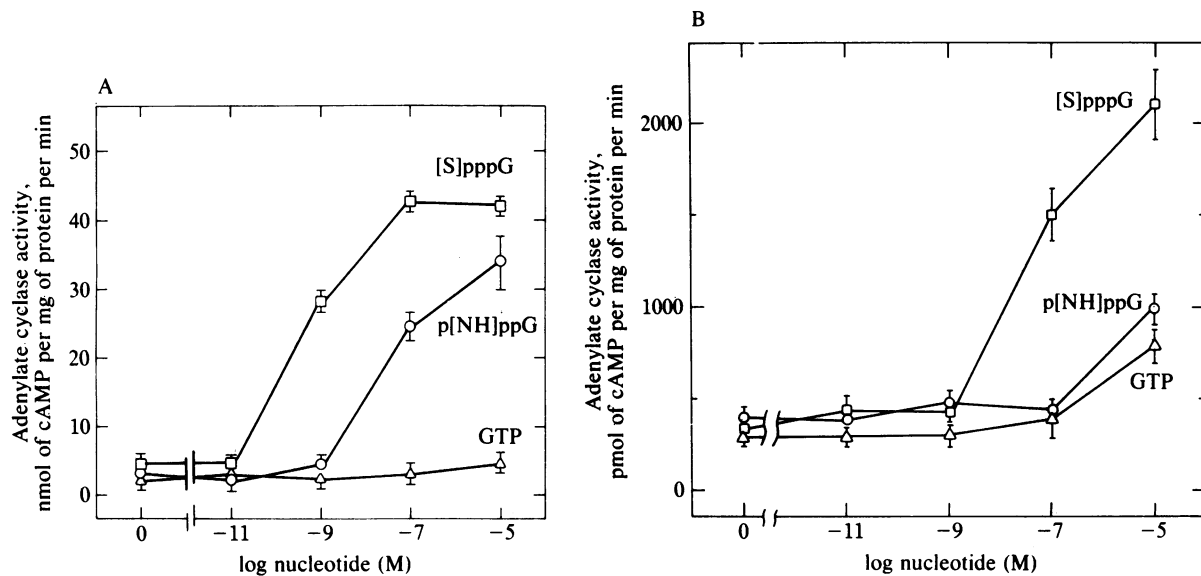 A
Adenylate cyclase activity,
nmol of cAMP per mg of protein per min
50
40
30
20
10
0
[S]pppG
p[NH]ppG
GTP
0 −11 −9 −7 −5
log nucleotide (M)
B
Adenylate cyclase activity,
pmol of cAMP per mg of protein per min
2000
1000
0
[S]pppG
p[NH]ppG
GTP
0 −11 −9 −7 −5
log nucleotide (M)